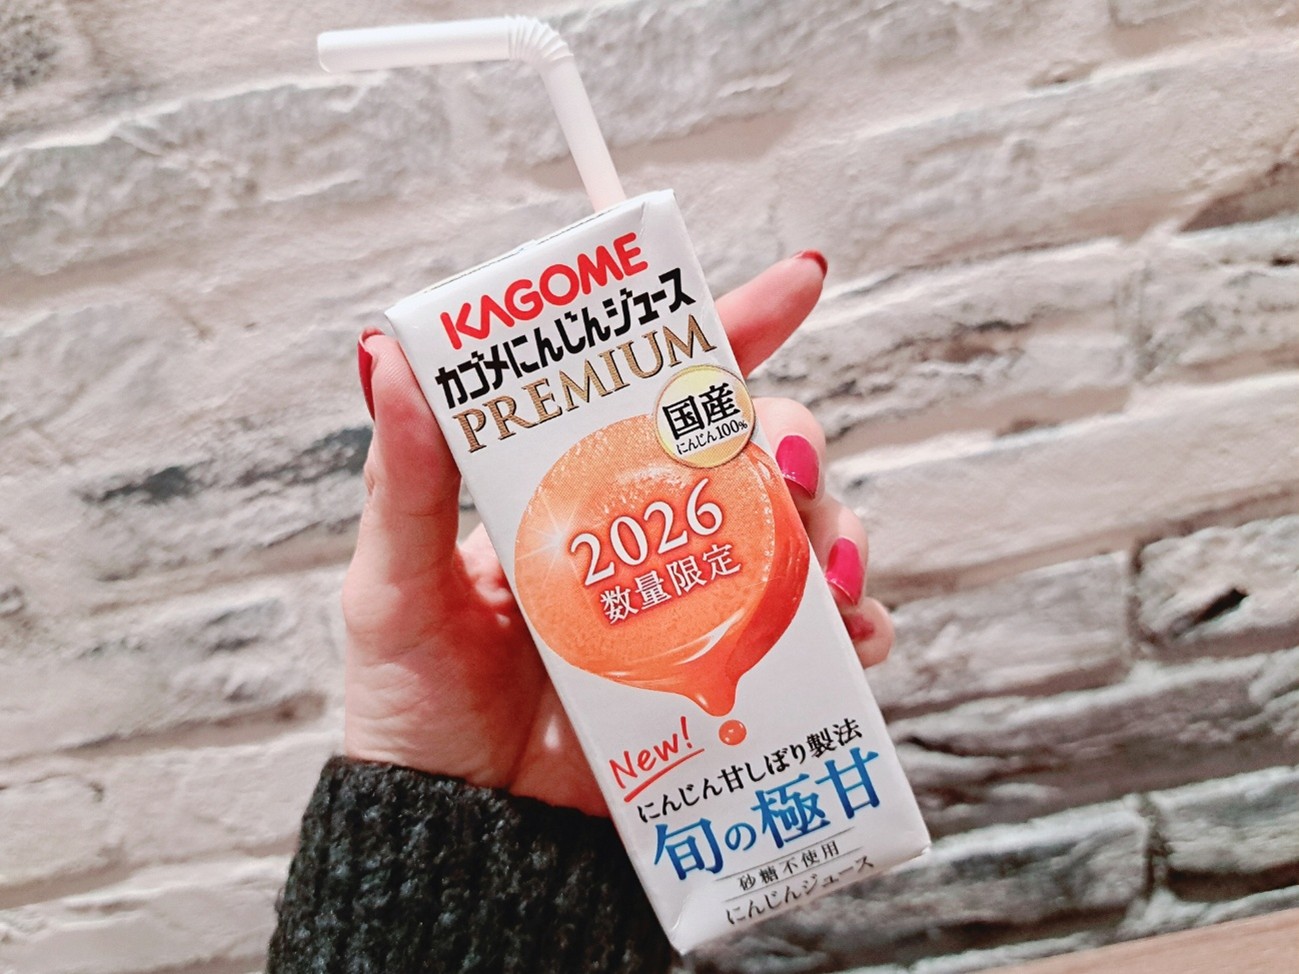 KAGOME
カゴメにんじんジュース
PREMIUM
国産
にんじん100%
2026
数量限定
New!
にんじん甘しぼり製法
旬の極甘
砂糖不使用
にんじんジュース